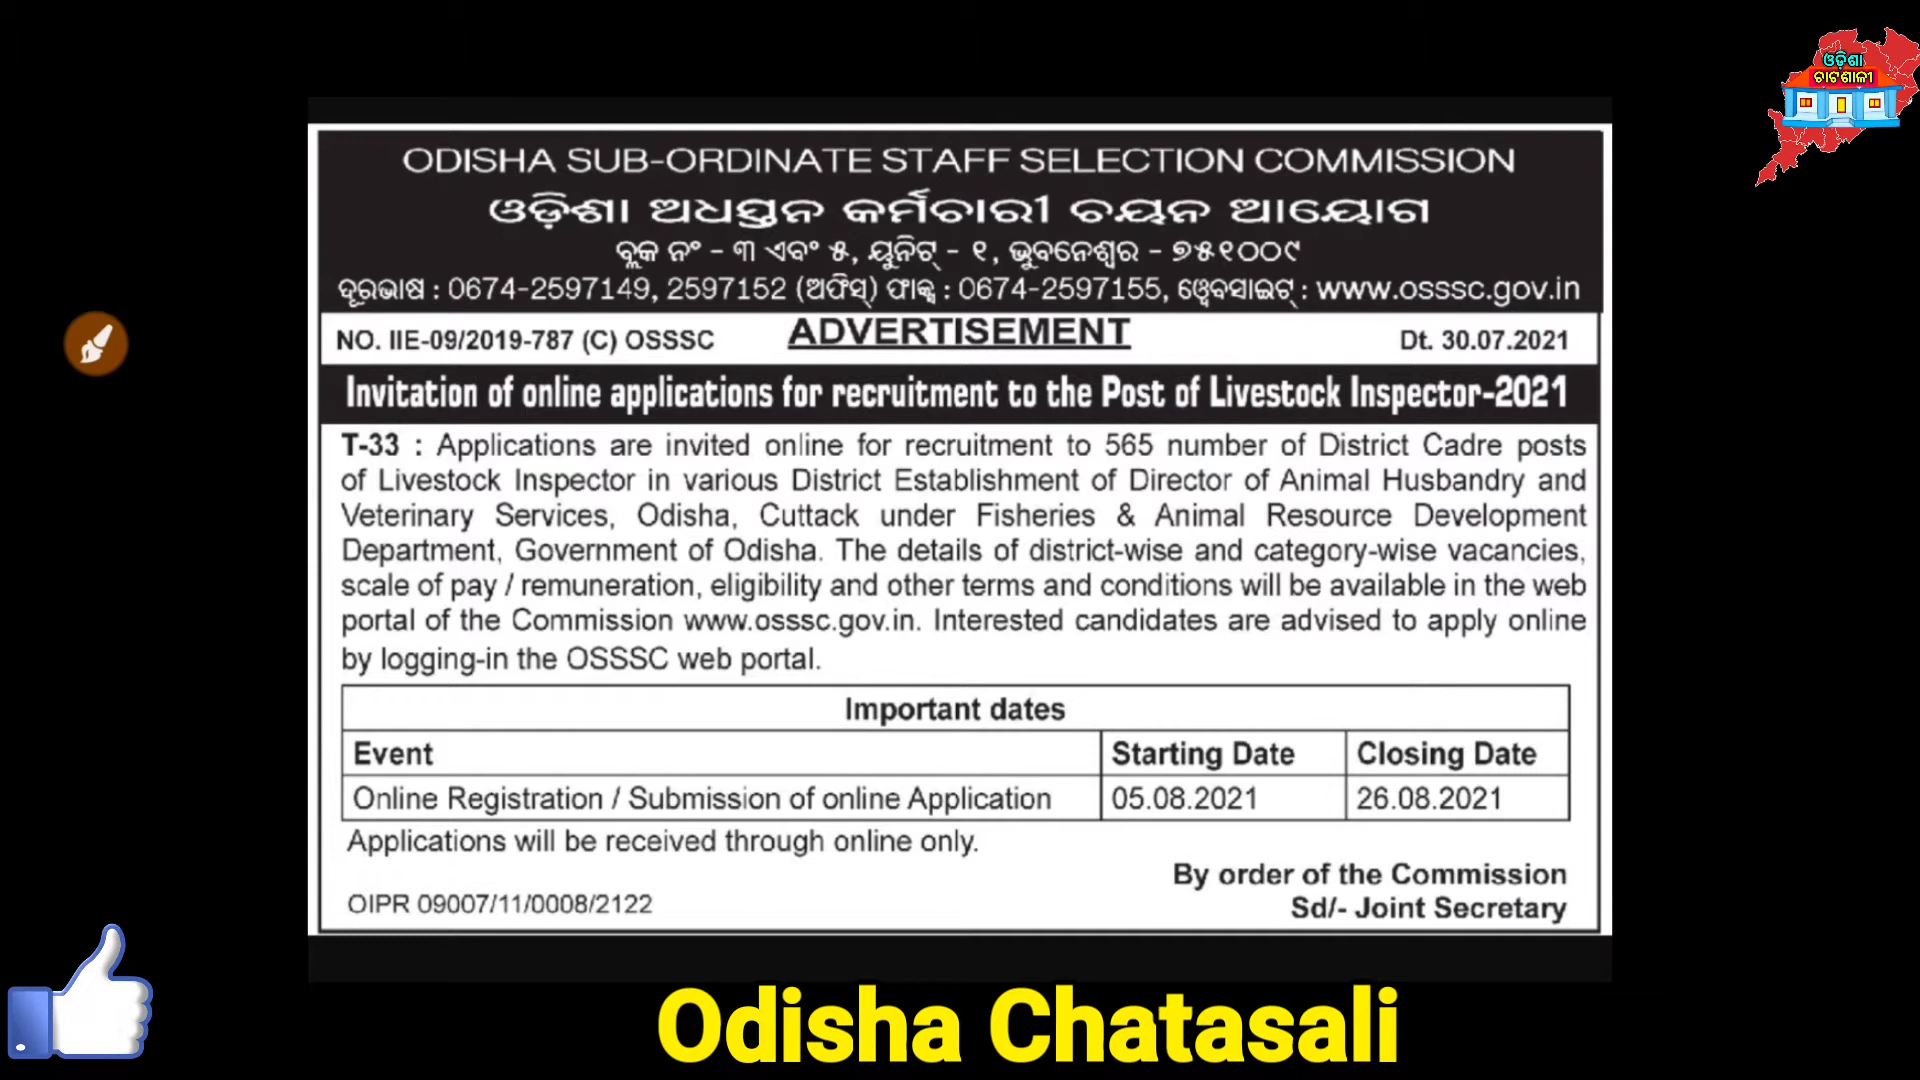 ଓଡ଼ିଶା
ଚାଟଶାଳୀ
ODISHA SUB-ORDINATE STAFF SELECTION COMMISSION
ଓଡ଼ିଶା ଅଧସ୍ତନ କର୍ମଚାରୀ ଚୟନ ଆୟୋଗ
ବ୍ଲକ ନଂ - ୩ ଏବଂ ୫, ୟୁନିଟ୍ - ୧, ଭୁବନେଶ୍ୱର - ୭୫୧୦୦୯
ଦୂରଭାଷ : 0674-2597149, 2597152 (ଅଫିସ୍) ଫାକ୍ସ : 0674-2597155, ୱେବସାଇଟ୍ : www.osssc.gov.in
NO. IIE-09/2019-787 (C) OSSSC ADVERTISEMENT Dt. 30.07.2021
Invitation of online applications for recruitment to the Post of Livestock Inspector-2021
T-33 : Applications are invited online for recruitment to 565 number of District Cadre posts
of Livestock Inspector in various District Establishment of Director of Animal Husbandry and
Veterinary Services, Odisha, Cuttack under Fisheries & Animal Resource Development
Department, Government of Odisha. The details of district-wise and category-wise vacancies,
scale of pay / remuneration, eligibility and other terms and conditions will be available in the web
portal of the Commission www.osssc.gov.in. Interested candidates are advised to apply online
by logging-in the OSSSC web portal.
Important dates
Event Starting Date Closing Date
Online Registration / Submission of online Application 05.08.2021 26.08.2021
Applications will be received through online only.
By order of the Commission
OIPR 09007/11/0008/2122 Sd/- Joint Secretary
Odisha Chatasali